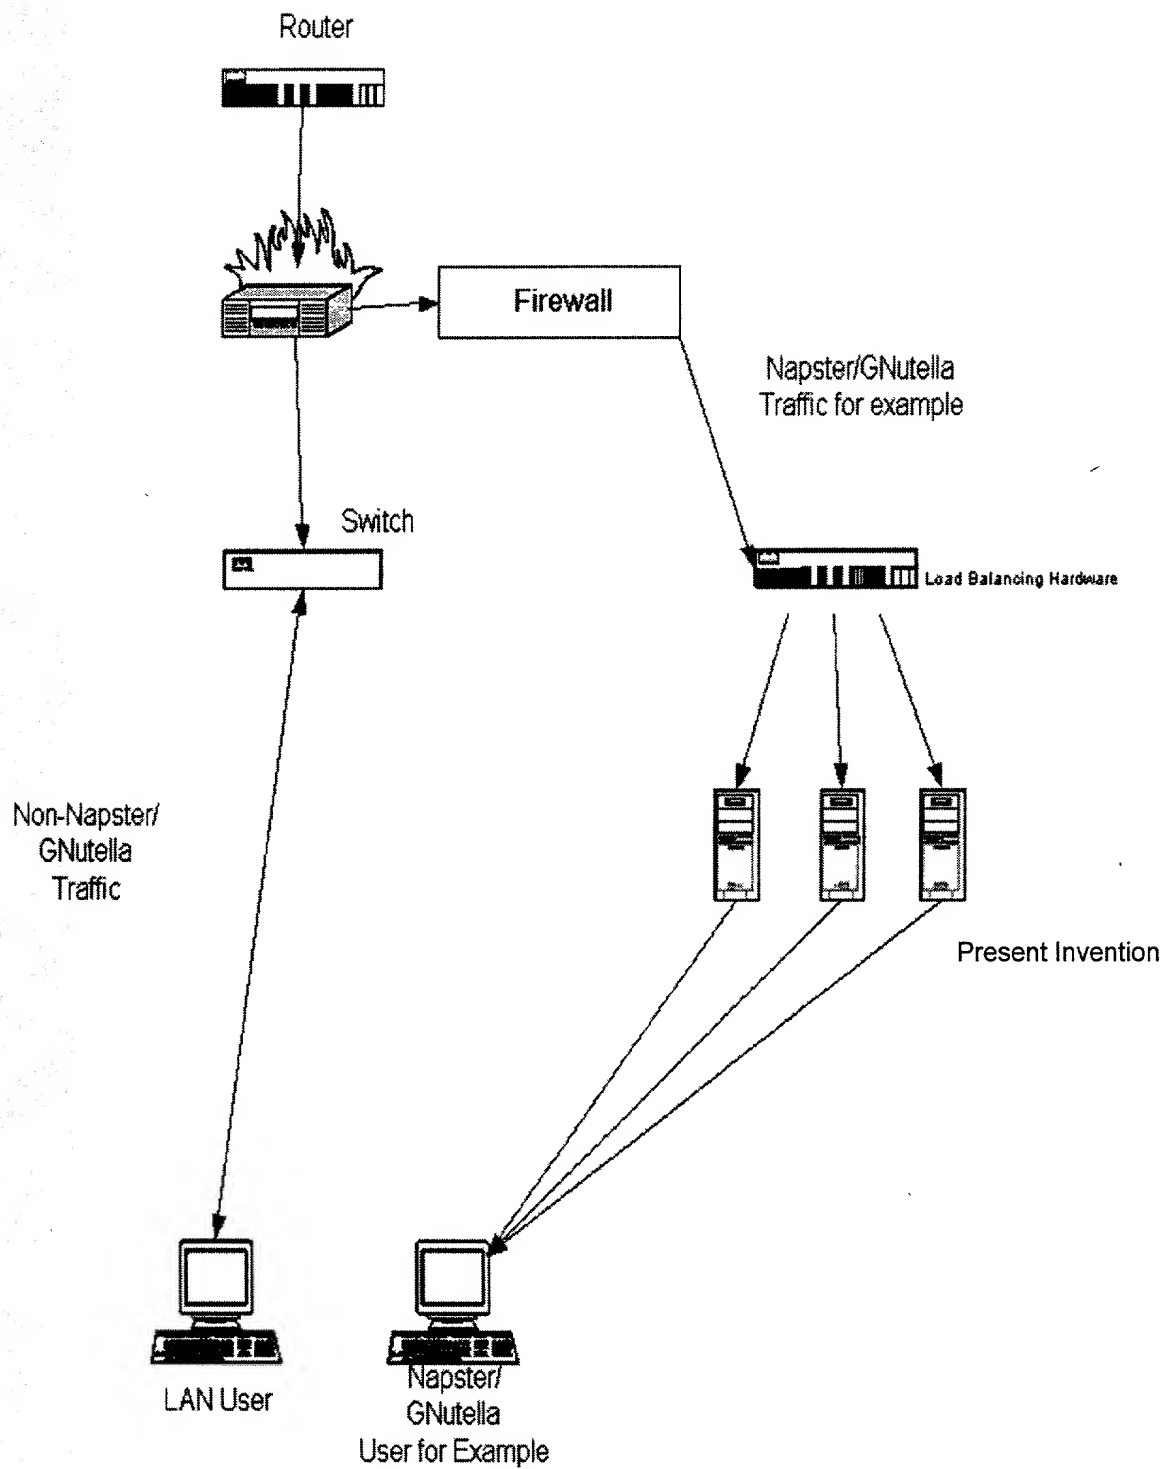 Router
Firewall
Napster/GNutella
Traffic for example
Switch
Load Balancing Hardware
Non-Napster/
GNutella
Traffic
Present Invention
LAN User
Napster/
GNutella
User for Example